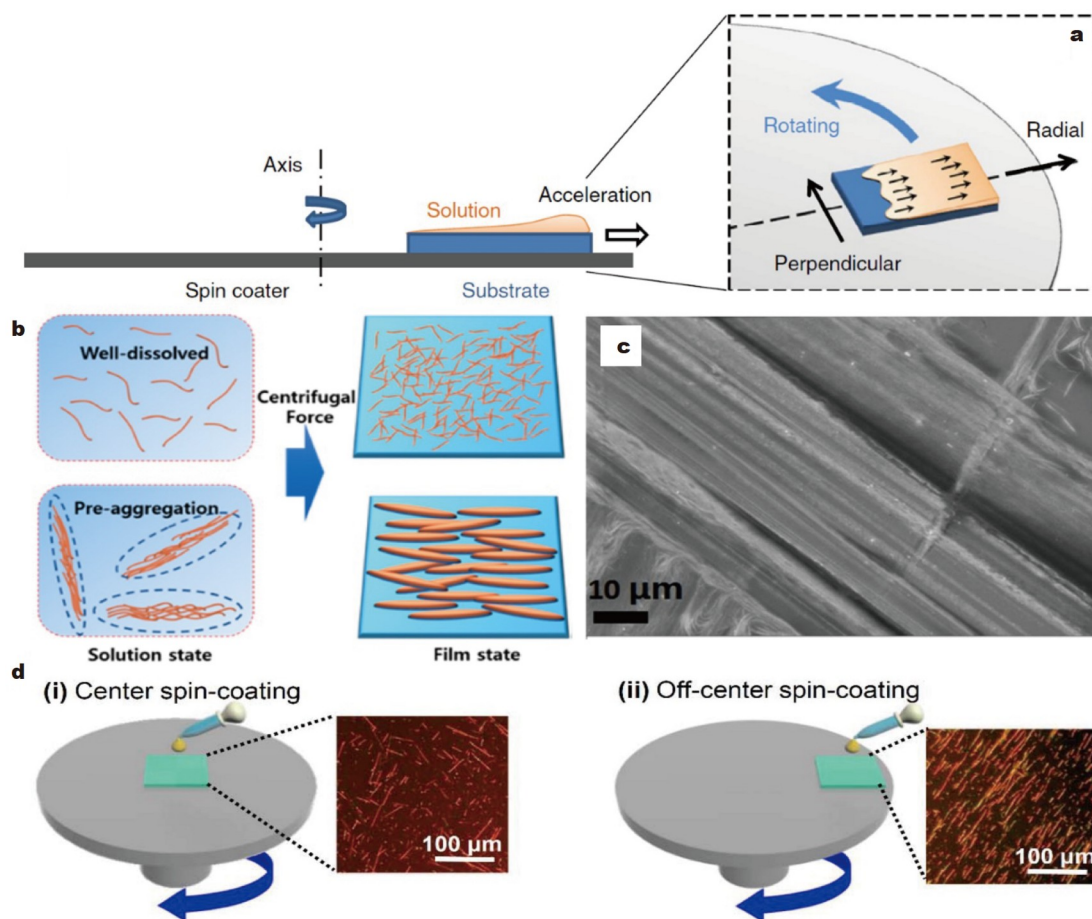 a
Axis
Solution
Acceleration
Spin coater
Substrate
Rotating
Radial
Perpendicular
b
Well-dissolved
Centrifugal
Force
Pre-aggregation
Solution state
Film state
c
10 μm
d
(i) Center spin-coating
100 μm
(ii) Off-center spin-coating
100 μm